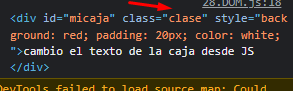 28.DOM.js:18
<div id="micaja" class="clase" style="back
ground: red; padding: 20px; color: white;
">cambio el texto de la caja desde JS
</div>
DevTools failed to load source map: Could